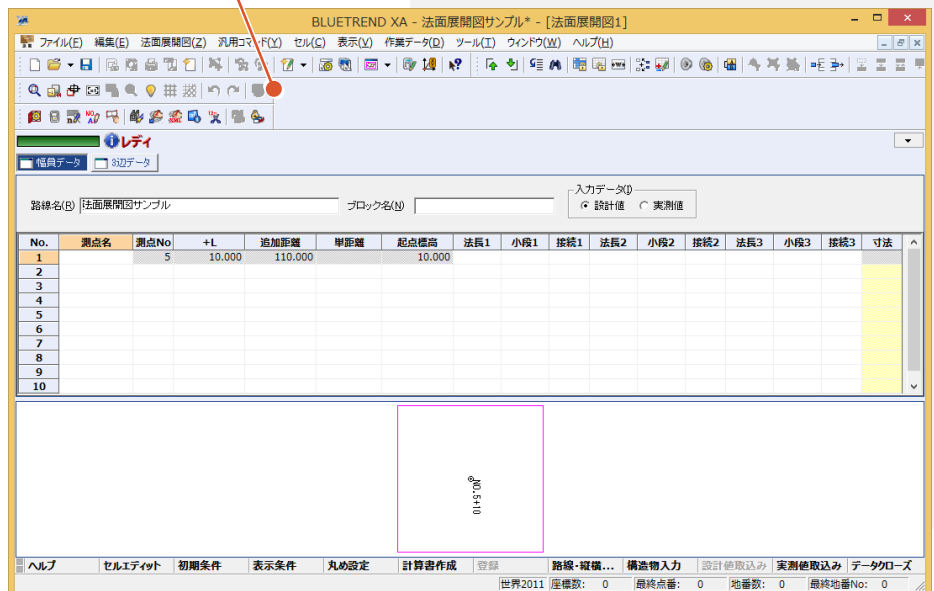 BLUETREND XA - 法面展開図サンプル* - [法面展開図1]
ファイル(F) 編集(E) 法面展開図(Z) 汎用コマンド(Y) セル(C) 表示(V) 作業データ(D) ツール(T) ウィンドウ(W) ヘルプ(H)
レディ
幅員データ 3辺データ
入力データ(I)
路線名(R) 法面展開図サンプル ブロック名(N) 設計値 実測値
No. 測点名 測点No +L 追加距離 単距離 起点標高 法長1 小段1 接続1 法長2 小段2 接続2 法長3 小段3 接続3 寸法
1 5 10.000 110.000 10.000
2
3
4
5
6
7
8
9
10
NO.5+10
ヘルプ セルエディット 初期条件 表示条件 丸め設定 計算書作成 登録 路線・縦横... 構造物入力 設計値取込み 実測値取込み データクローズ
世界2011 座標数: 0 最終点番: 0 地番数: 0 最終地番No: 0